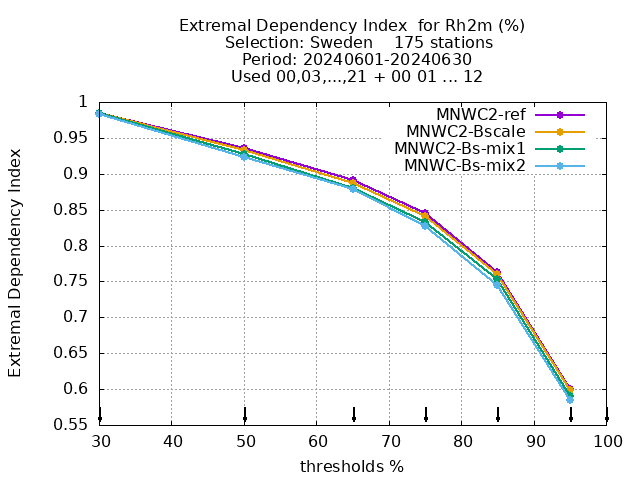 Extremal Dependency Index  for Rh2m (%)
Selection: Sweden    175 stations
Period: 20240601-20240630
Used 00,03,...,21 + 00 01 ... 12
MNWC2-ref
MNWC2-Bscale
MNWC2-Bs-mix1
MNWC-Bs-mix2
Extremal Dependency Index
1
0.95
0.9
0.85
0.8
0.75
0.7
0.65
0.6
0.55
30 40 50 60 70 80 90 100
thresholds %